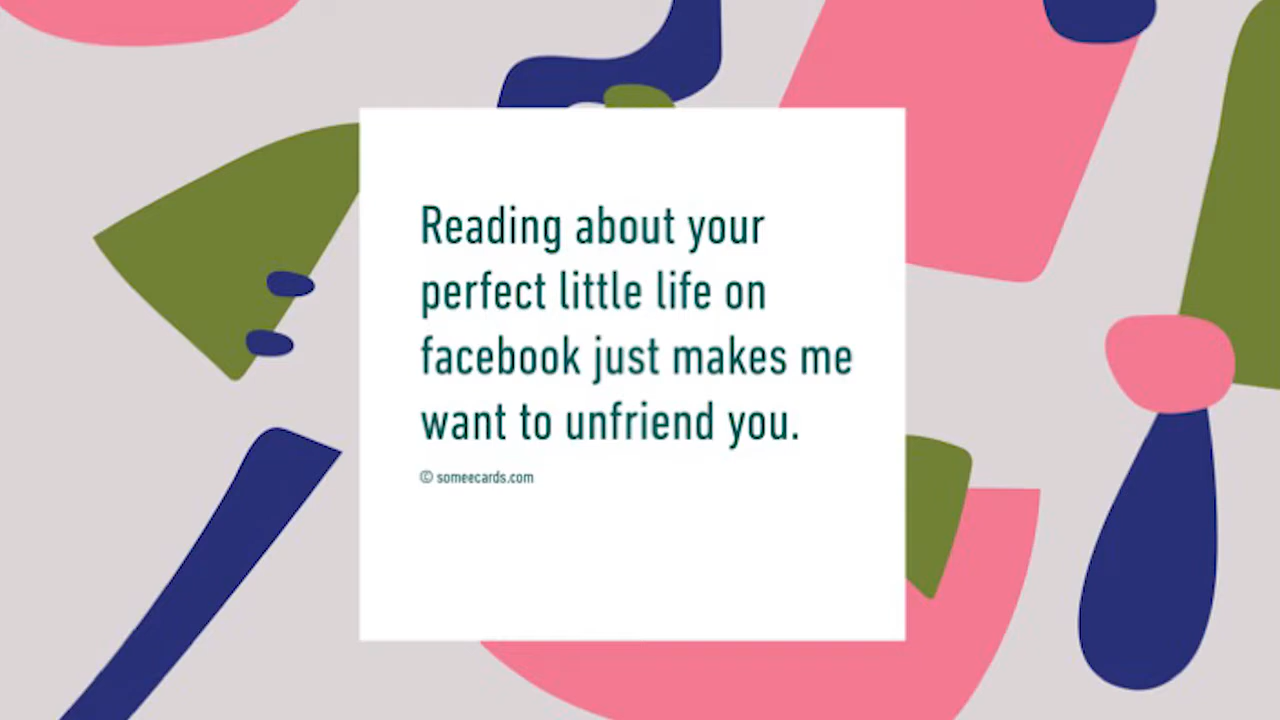 Reading about your
perfect little life on
facebook just makes me
want to unfriend you.
© someecards.com